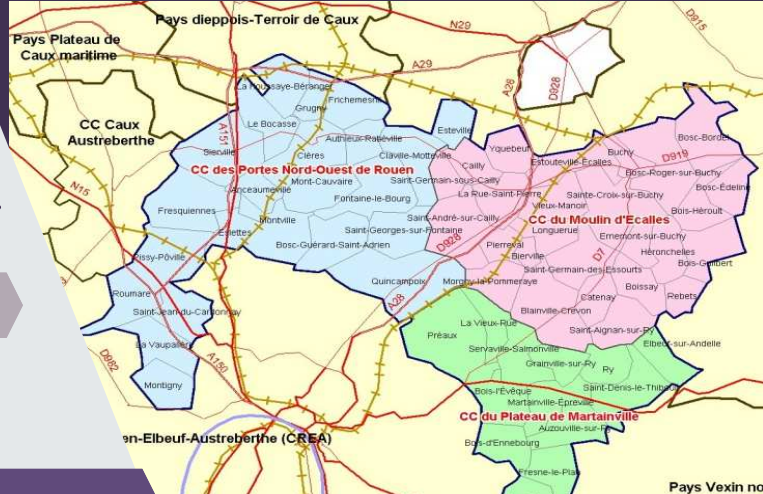 Pays dieppois-Terroir de Caux
N29
D915
Pays Plateau de
Caux maritime
A29
A28
D928
La Houssaye-Béranger
Frichemesnil
Grugny
CC Caux
Austreberthe
A151
Le Bocasse
Esteville
Bosc-Bordel
Authieux-Ratiéville
Yquebeuf
Buchy
D919
Sierville
Clères
Claville-Motteville
Cailly
Estouteville-Écalles
CC des Portes Nord-Ouest de Rouen
Bosc-Roger-sur-Buchy
N15
Anceaumeville
Mont-Cauvaire
Saint-Germain-sous-Cailly
La Rue-Saint-Pierre
Sainte-Croix-sur-Buchy
Bosc-Édeline
Fontaine-le-Bourg
Vieux-Manoir
Fresquiennes
Bois-Héroult
Montville
Saint-André-sur-Cailly
CC du Moulin d'Ecalles
Eslettes
Saint-Georges-sur-Fontaine
Longuerue
Ernemont-sur-Buchy
Bosc-Guérard-Saint-Adrien
D928
Pierreval
Héronchelles
Pissy-Pôville
Bierville
D7
Bois-Guilbert
Saint-Germain-des-Essourts
Quincampoix
Morgny-la-Pommeraye
Boissay
Roumare
Catenay
Rebets
A28
Saint-Jean-du-Cardonnay
Blainville-Crevon
La Vieux-Rue
Saint-Aignan-sur-Ry
Préaux
La Vaupalière
Servaville-Salmonville
Elbeuf-sur-Andelle
D982
A150
Grainville-sur-Ry
Ry
Montigny
Bois-l'Évêque
Saint-Denis-le-Thiboult
Martainville-Épreville
CC du Plateau de Martainville
Auzouville-sur-Ry
en-Elbeuf-Austreberthe (CREA)
Bois-d'Ennebourg
Fresne-le-Plan
Pays Vexin no